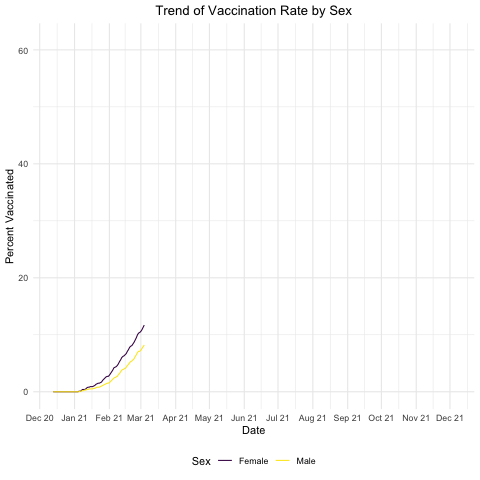 Trend of Vaccination Rate by Sex
Percent Vaccinated
60
40
20
0
Dec 20 Jan 21 Feb 21 Mar 21 Apr 21 May 21 Jun 21 Jul 21 Aug 21 Sep 21 Oct 21 Nov 21 Dec 21
Date
Sex Female Male